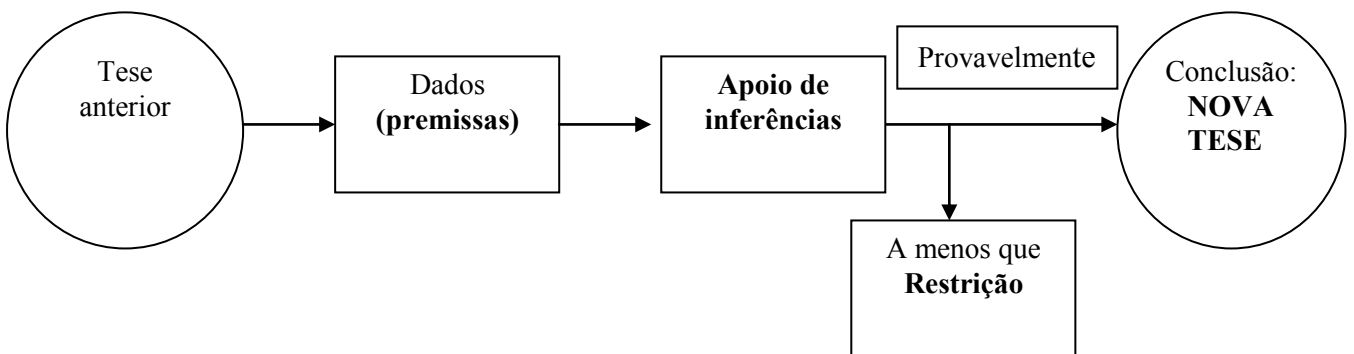 Tese
anterior
Dados
(premissas)
Apoio de
inferências
Provavelmente
Conclusão:
NOVA
TESE
A menos que
Restrição